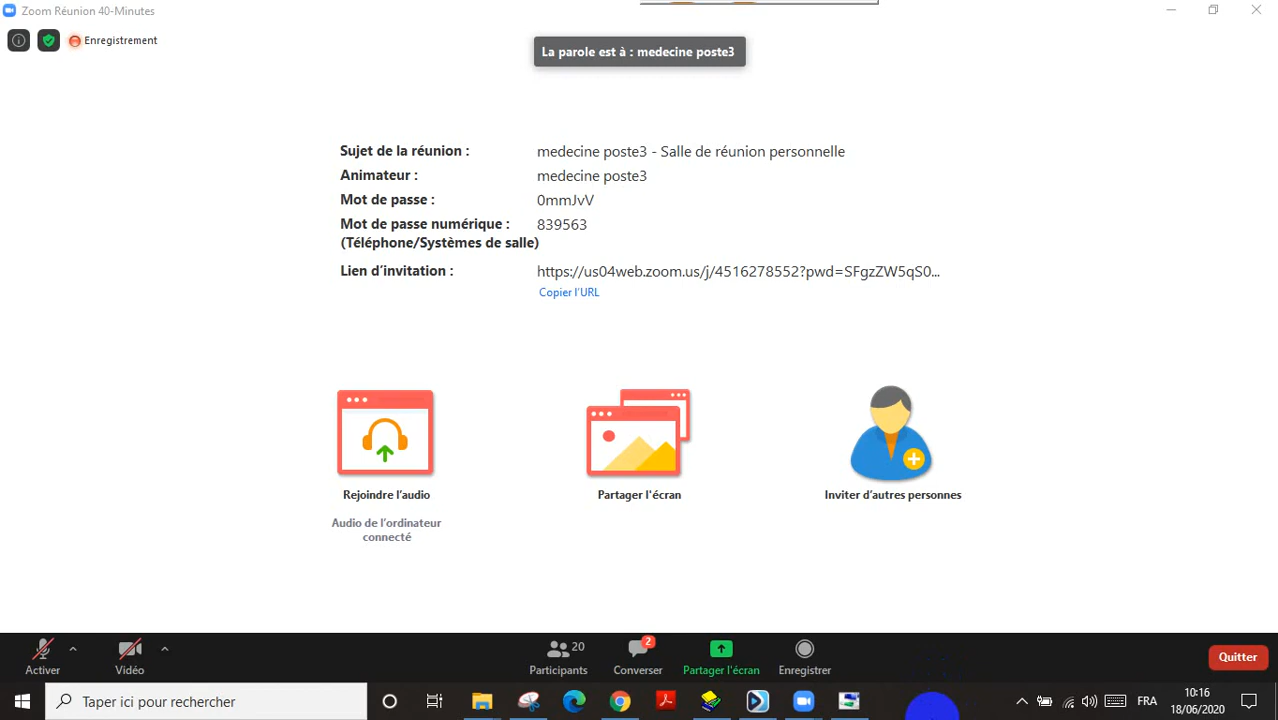 Zoom Réunion 40-Minutes
Enregistrement
La parole est à : medecine poste3
Sujet de la réunion : medecine poste3 - Salle de réunion personnelle
Animateur : medecine poste3
Mot de passe : 0mmJvV
Mot de passe numérique : 839563
(Téléphone/Systèmes de salle)
Lien d’invitation : https://us04web.zoom.us/j/4516278552?pwd=SFgzZW5qS0...
Copier l’URL
Rejoindre l’audio Partager l'écran Inviter d’autres personnes
Audio de l’ordinateur
connecté
20 2
Activer Vidéo Participants Converser Partager l'écran Enregistrer Quitter
Taper ici pour rechercher
FRA
10:16
18/06/2020